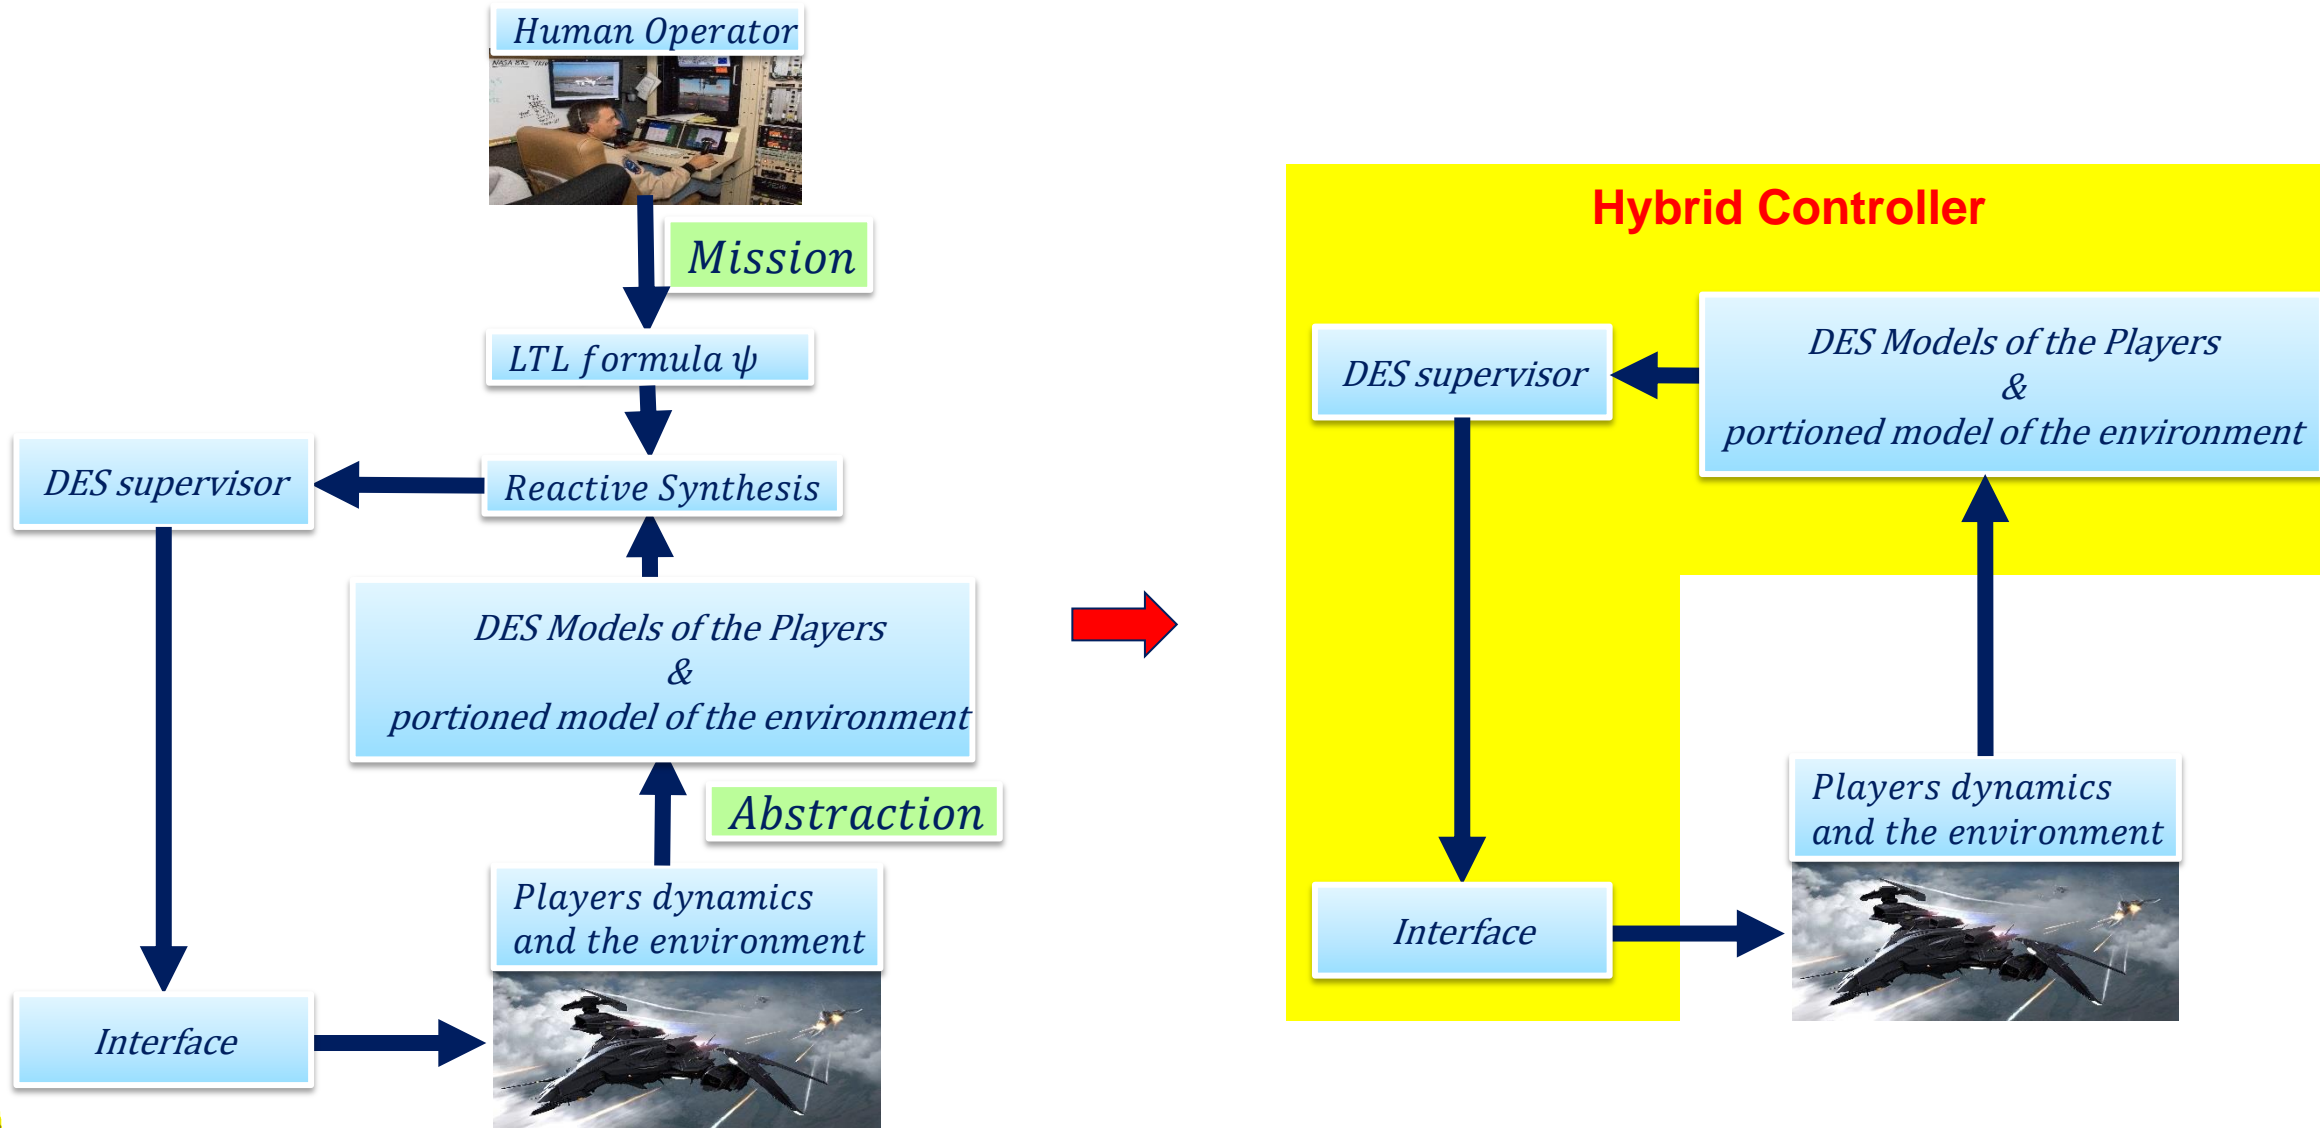 Human Operator
NASA
Mission
LTL formula ψ
DES supervisor
Reactive Synthesis
DES Models of the Players
&
portioned model of the environment
Abstraction
Players dynamics
and the environment
Interface
Hybrid Controller
DES supervisor
DES Models of the Players
&
portioned model of the environment
Players dynamics
and the environment
Interface